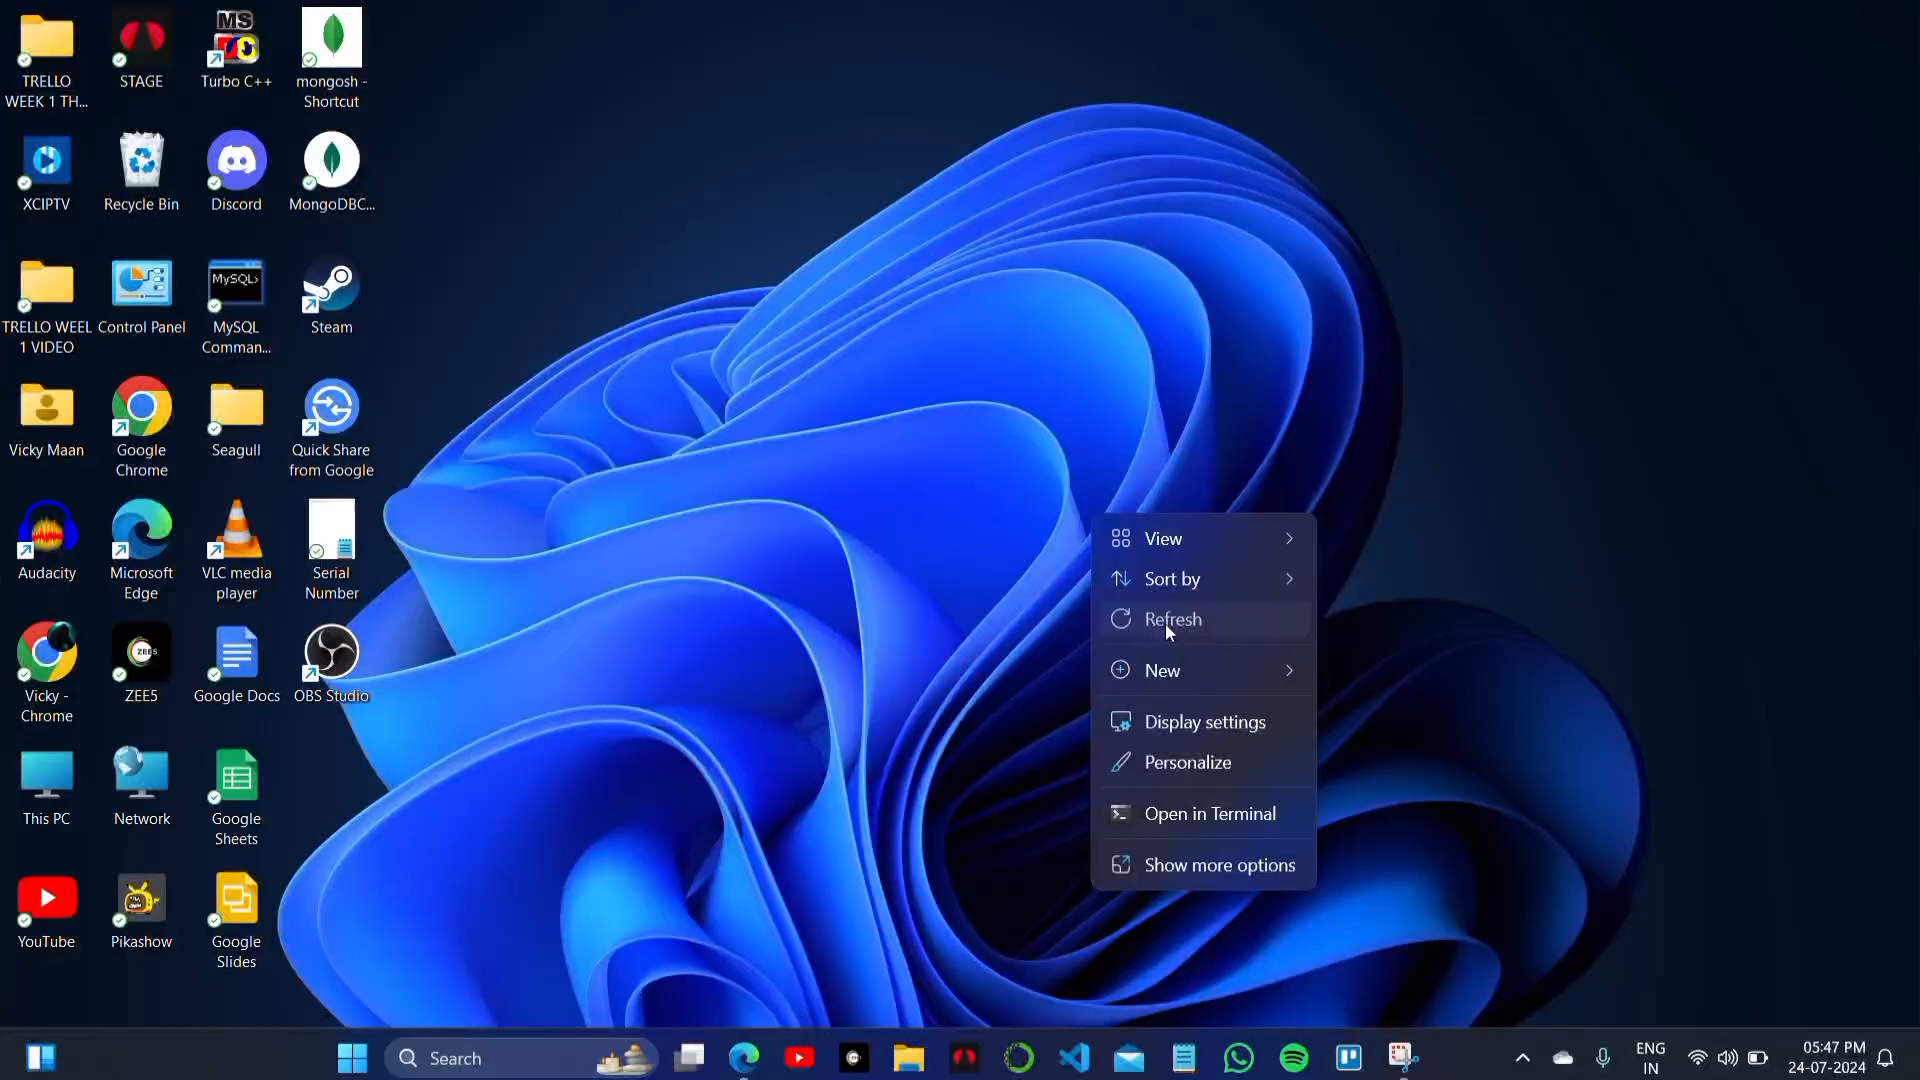 TRELLO
WEEK 1 TH...
STAGE
MS
DOS
Turbo C++
mongosh -
Shortcut
XCIPTV
Recycle Bin
Discord
MongoDBC...
TRELLO WEEL
1 VIDEO
Control Panel
MySQL>
MySQL
Comman...
Steam
Vicky Maan
Google
Chrome
Seagull
Quick Share
from Google
Audacity
Microsoft
Edge
VLC media
player
Serial
Number
Vicky -
Chrome
ZEE5
ZEE5
Google Docs
OBS Studio
This PC
Network
Google
Sheets
YouTube
Pikashow
Google
Slides
View
Sort by
Refresh
New
Display settings
Personalize
Open in Terminal
Show more options
Search
ENG
IN
05:47 PM
24-07-2024